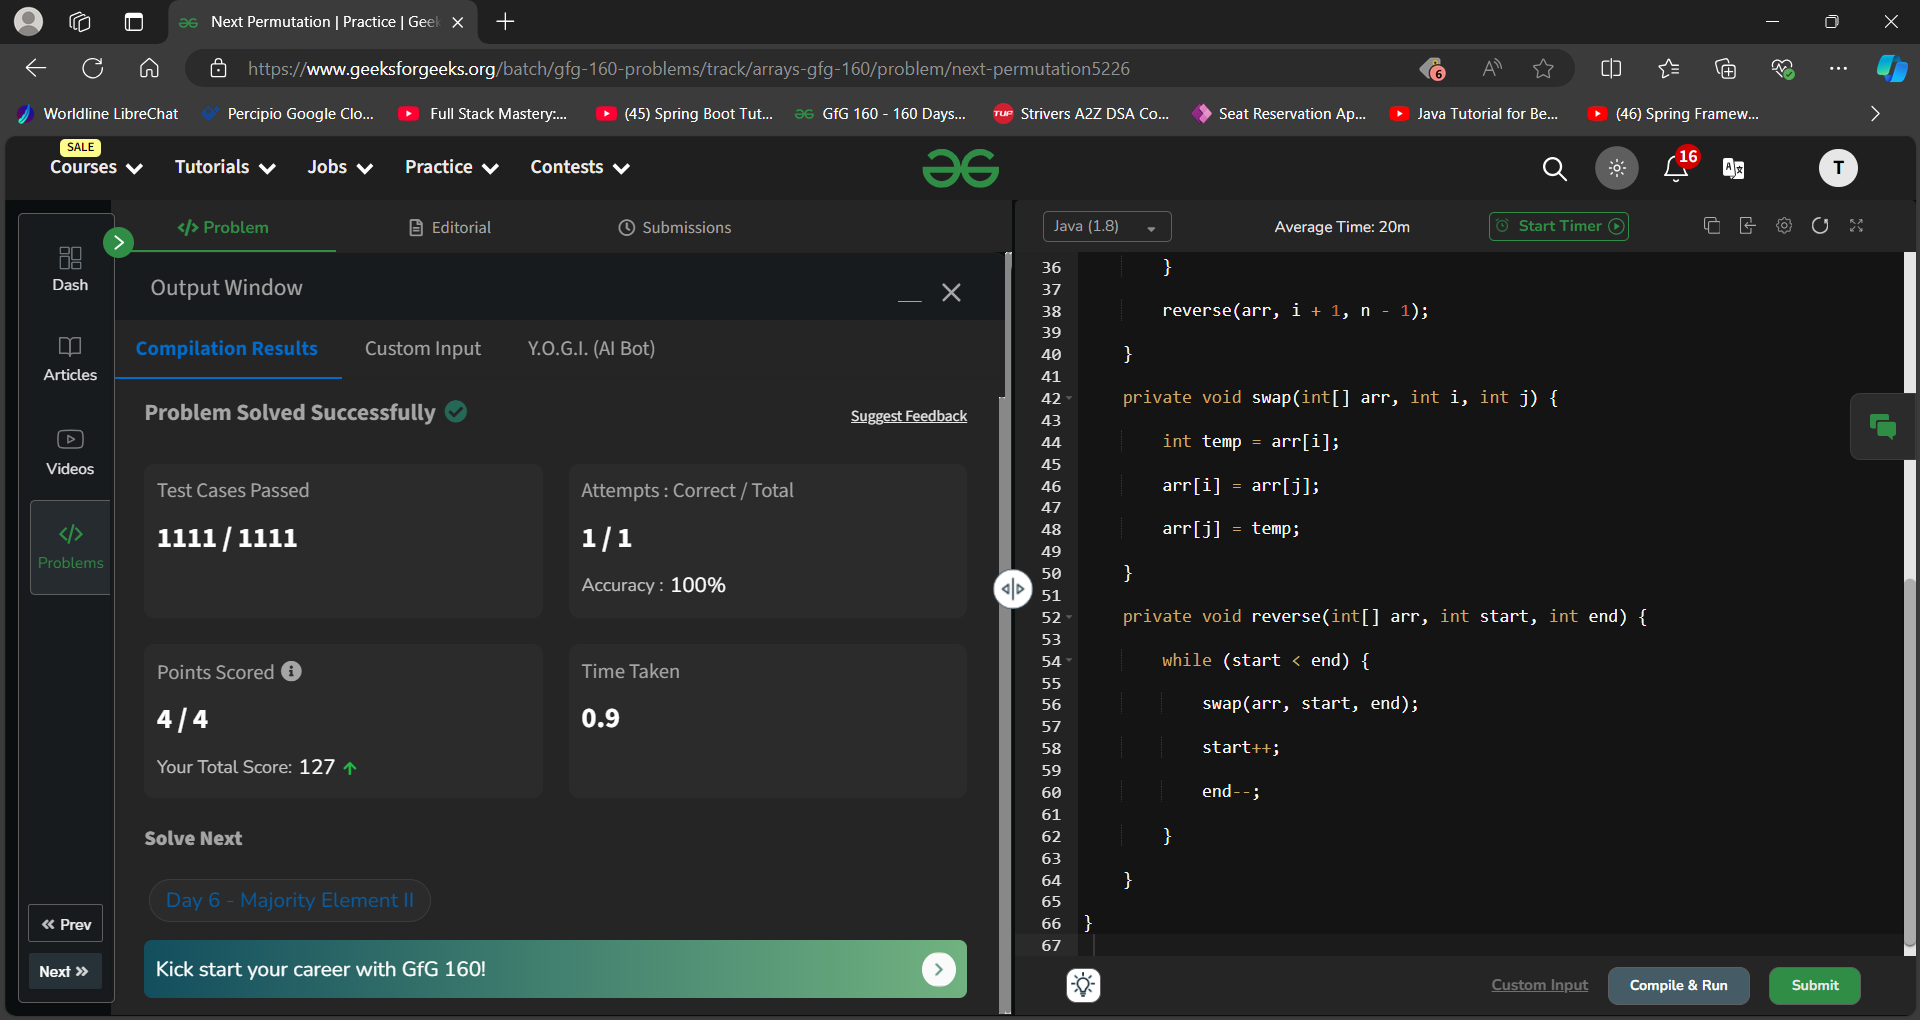 Next Permutation | Practice | Geek
https://www.geeksforgeeks.org/batch/gfg-160-problems/track/arrays-gfg-160/problem/next-permutation5226
6
Worldline LibreChat
Percipio Google Clo...
Full Stack Mastery:...
(45) Spring Boot Tut...
GfG 160 - 160 Days...
TUF
Strivers A2Z DSA Co...
Seat Reservation Ap...
Java Tutorial for Be...
(46) Spring Framew...
SALE
Courses
Tutorials
Jobs
Practice
Contests
16
T
Dash
Articles
Videos
</>
Problems
« Prev
Next »
</> Problem
Editorial
Submissions
Output Window
Compilation Results
Custom Input
Y.O.G.I. (AI Bot)
Problem Solved Successfully
Suggest Feedback
Test Cases Passed
1111 / 1111
Attempts : Correct / Total
1 / 1
Accuracy : 100%
Points Scored
4 / 4
Your Total Score: 127
Time Taken
0.9
Solve Next
Day 6 - Majority Element II
Kick start your career with GfG 160!
Java (1.8)
Average Time: 20m
Start Timer
36 }
37
38 reverse(arr, i + 1, n - 1);
39
40 }
41
42 private void swap(int[] arr, int i, int j) {
43
44 int temp = arr[i];
45
46 arr[i] = arr[j];
47
48 arr[j] = temp;
49
50 }
51
52 private void reverse(int[] arr, int start, int end) {
53
54 while (start < end) {
55
56 swap(arr, start, end);
57
58 start++;
59
60 end--;
61
62 }
63
64 }
65
66 }
67
Custom Input
Compile & Run
Submit